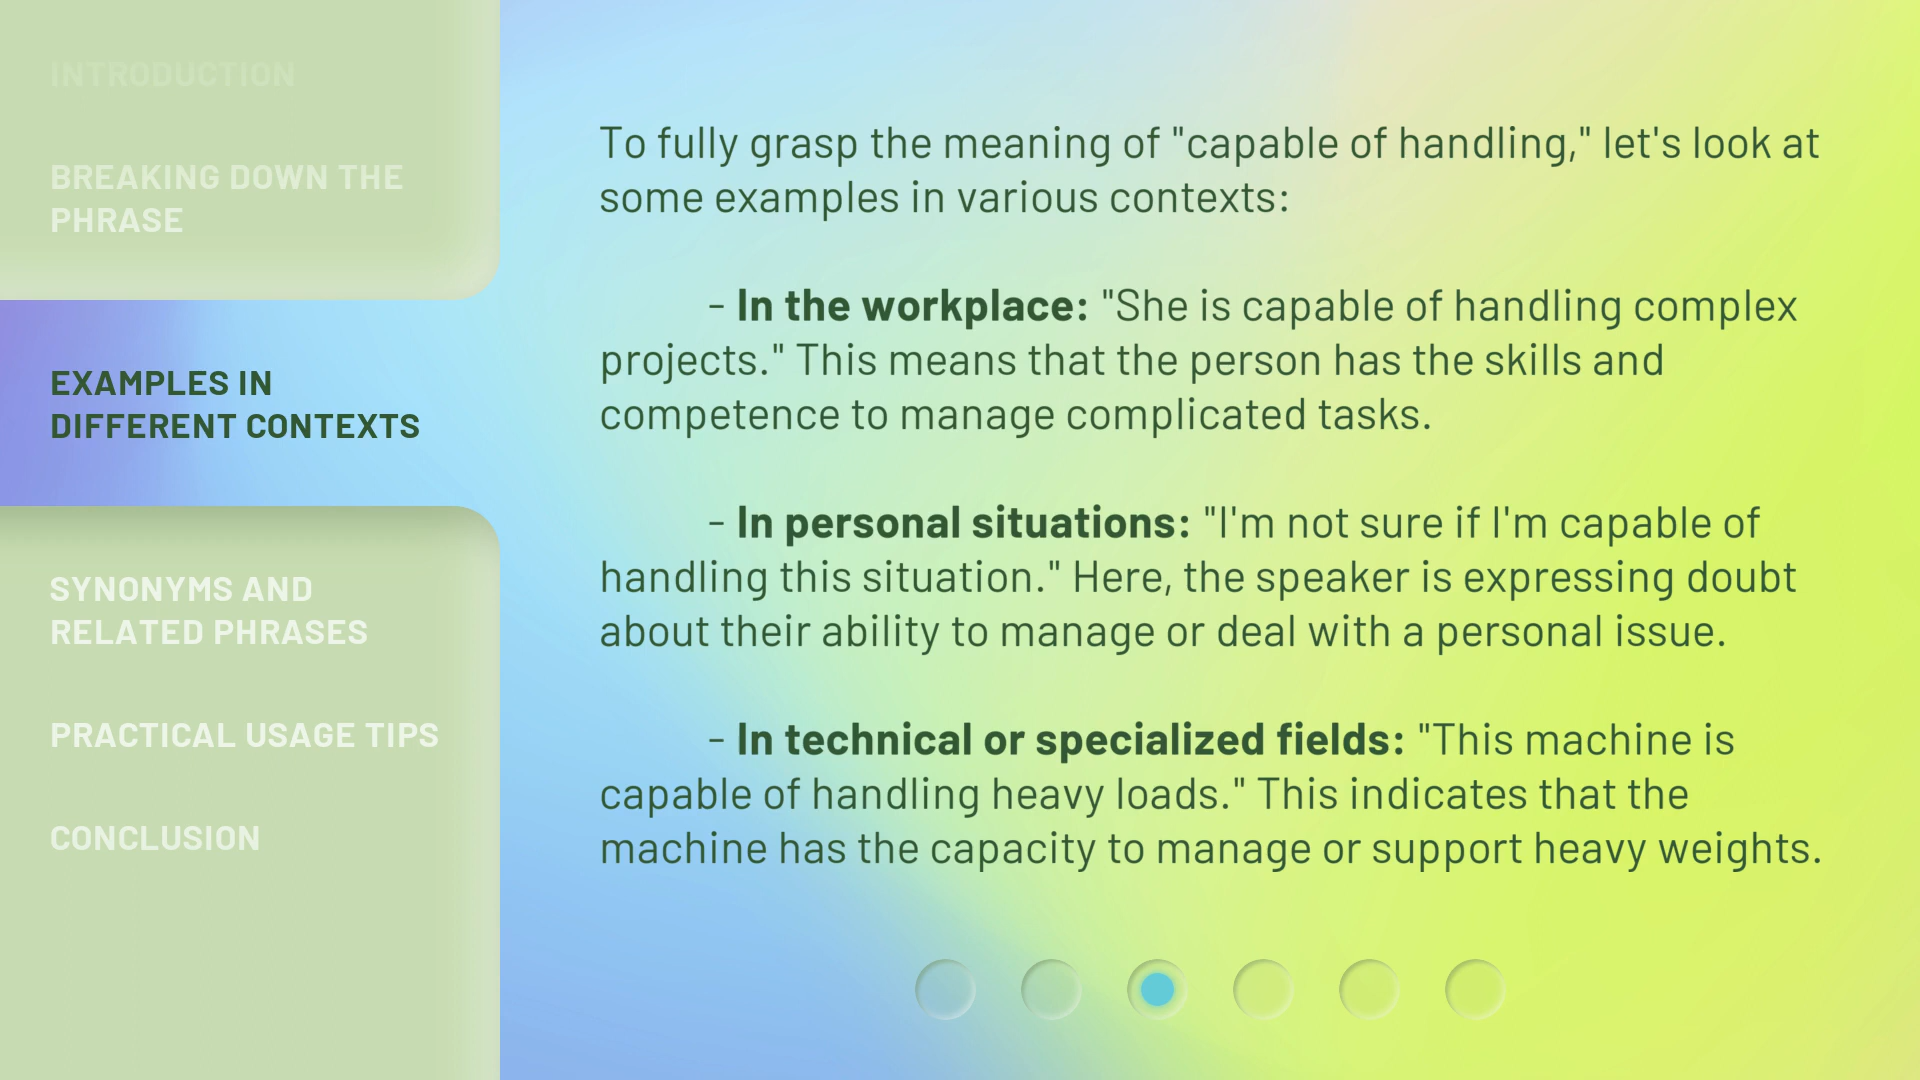 INTRODUCTION
BREAKING DOWN THE
PHRASE
EXAMPLES IN
DIFFERENT CONTEXTS
SYNONYMS AND
RELATED PHRASES
PRACTICAL USAGE TIPS
CONCLUSION
To fully grasp the meaning of "capable of handling," let's look at
some examples in various contexts:
- In the workplace: "She is capable of handling complex
projects." This means that the person has the skills and
competence to manage complicated tasks.
- In personal situations: "I'm not sure if I'm capable of
handling this situation." Here, the speaker is expressing doubt
about their ability to manage or deal with a personal issue.
- In technical or specialized fields: "This machine is
capable of handling heavy loads." This indicates that the
machine has the capacity to manage or support heavy weights.